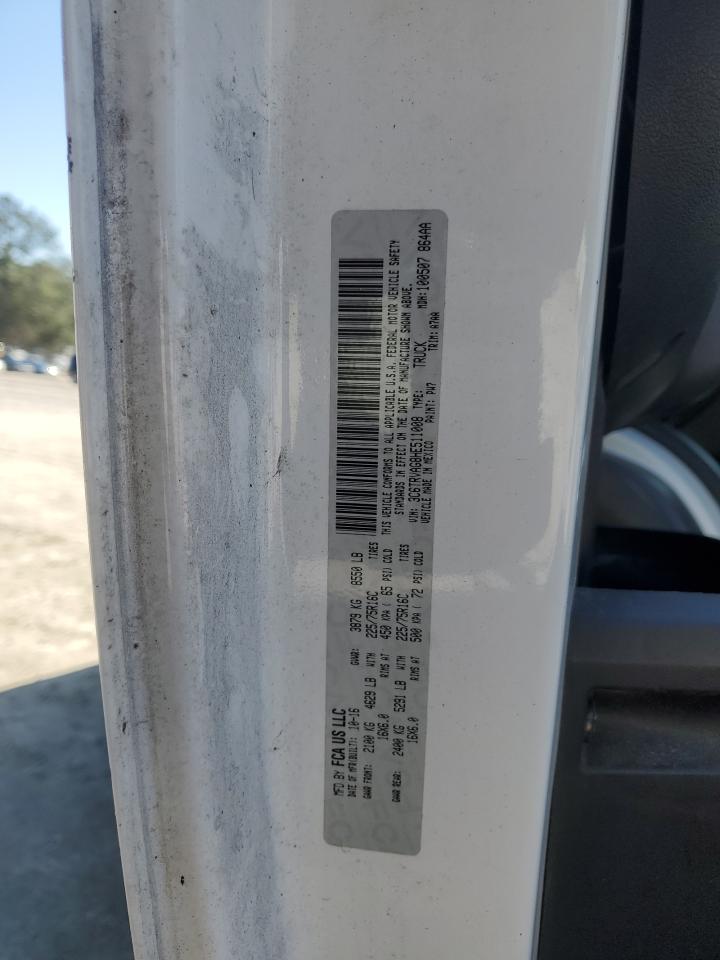 MFD BY FCA US LLC
DATE OF MFR(BUILT): 10-16 GVWR: 3879 KG 8550 LB
GAWR FRONT: 2100 KG 4629 LB WITH 225/75R16C TIRES
16X6.0 RIMS AT 450 KPA ( 65 PSI) COLD
GAWR REAR: 2400 KG 5291 LB WITH 225/75R16C TIRES
16X6.0 RIMS AT 500 KPA ( 72 PSI) COLD
THIS VEHICLE CONFORMS TO ALL APPLICABLE U.S.A. FEDERAL MOTOR VEHICLE SAFETY
STANDARDS IN EFFECT ON THE DATE OF MANUFACTURE SHOWN ABOVE.
VIN: 3C6TRVAG8HE511008 TYPE: TRUCK MDH:100507 864AA
VEHICLE MADE IN MEXICO PAINT: PW7 TRIM: A7AA